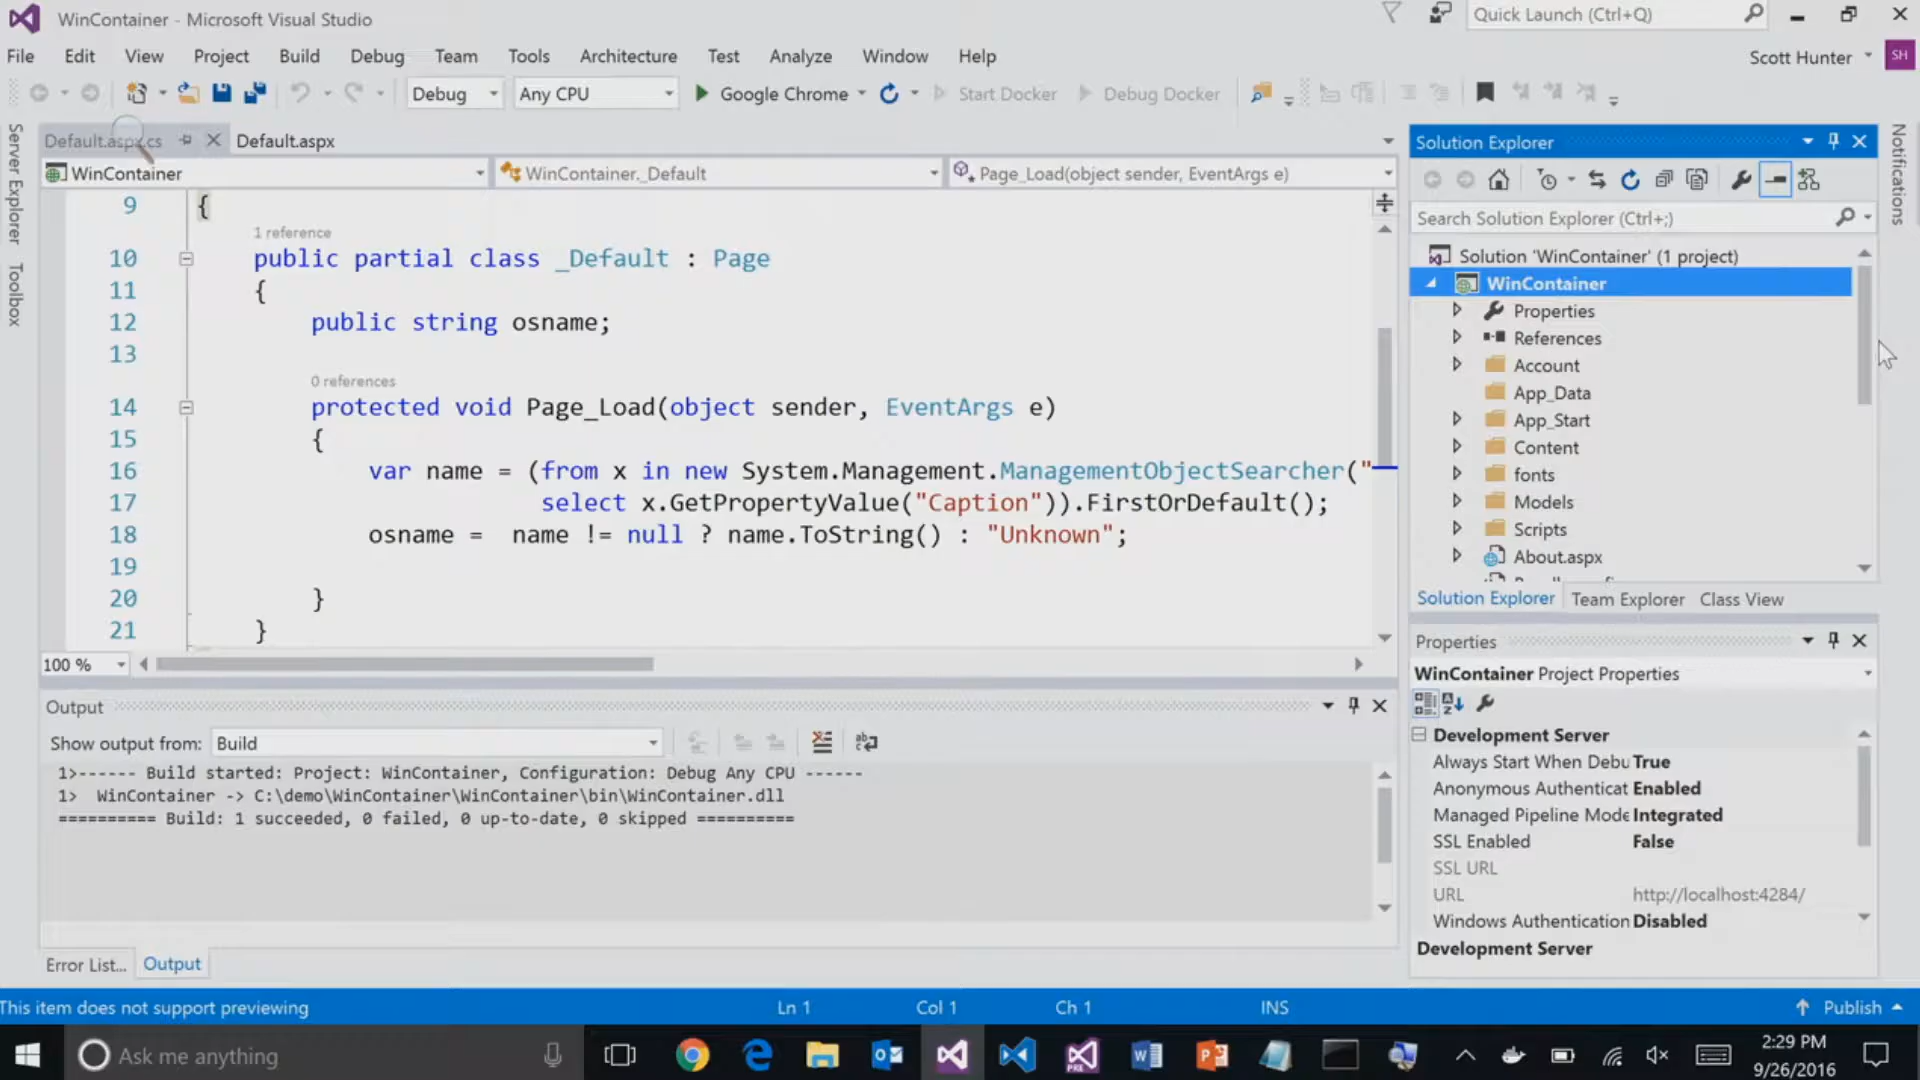 WinContainer - Microsoft Visual Studio
Quick Launch (Ctrl+Q)
File Edit View Project Build Debug Team Tools Architecture Test Analyze Window Help
Scott Hunter SH
Debug Any CPU Google Chrome Start Docker Debug Docker
Server Explorer
Toolbox
Default.aspx.cs Default.aspx
WinContainer WinContainer._Default Page_Load(object sender, EventArgs e)
9 {
1 reference
10 public partial class _Default : Page
11 {
12 public string osname;
13
0 references
14 protected void Page_Load(object sender, EventArgs e)
15 {
16 var name = (from x in new System.Management.ManagementObjectSearcher("
17 select x.GetPropertyValue("Caption")).FirstOrDefault();
18 osname = name != null ? name.ToString() : "Unknown";
19
20 }
21 }
100 %
Output
Show output from: Build
1>------ Build started: Project: WinContainer, Configuration: Debug Any CPU ------
1> WinContainer -> C:\demo\WinContainer\WinContainer\bin\WinContainer.dll
========== Build: 1 succeeded, 0 failed, 0 up-to-date, 0 skipped ==========
Error List... Output
Solution Explorer
Search Solution Explorer (Ctrl+;)
Solution 'WinContainer' (1 project)
WinContainer
Properties
References
Account
App_Data
App_Start
Content
fonts
Models
Scripts
About.aspx
Solution Explorer Team Explorer Class View
Notifications
Properties
WinContainer Project Properties
Development Server
Always Start When Debu True
Anonymous Authenticat Enabled
Managed Pipeline Mode Integrated
SSL Enabled False
SSL URL
URL http://localhost:4284/
Windows Authentication Disabled
Development Server
This item does not support previewing Ln 1 Col 1 Ch 1 INS Publish
Ask me anything
2:29 PM
9/26/2016